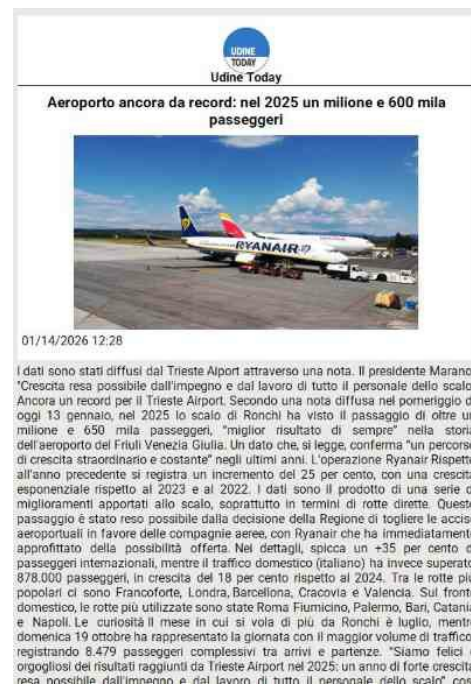 UDINE
TODAY
Udine Today
Aeroporto ancora da record: nel 2025 un milione e 600 mila
passeggeri
RYANAIR
01/14/2026 12:28
I dati sono stati diffusi dal Trieste Aiport attraverso una nota. Il presidente Marano:
"Crescita resa possibile dall'impegno e dal lavoro di tutto il personale dello scalo"
Ancora un record per il Trieste Airport. Secondo una nota diffusa nel pomeriggio d
oggi 13 gennaio, nel 2025 lo scalo di Ronchi ha visto il passaggio di oltre un
milione e 650 mila passeggeri, "miglior risultato di sempre" nella storia
dell'aeroporto del Friuli Venezia Giulia. Un dato che, si legge, conferma "un percorso
di crescita straordinario e costante" negli ultimi anni. L'operazione Ryanair Rispetto
all'anno precedente si registra un incremento del 25 per cento, con una crescita
esponenziale rispetto al 2023 e al 2022. I dati sono il prodotto di una serie d
miglioramenti apportati allo scalo, soprattutto in termini di rotte dirette. Questo
passaggio è stato reso possibile dalla decisione della Regione di togliere le accise
aeroportuali in favore delle compagnie aeree, con Ryanair che ha immediatamente
approfittato della possibilità offerta. Nei dettagli, spicca un +35 per cento d
passeggeri internazionali, mentre il traffico domestico (italiano) ha invece superato
878.000 passeggeri, in crescita del 18 per cento rispetto al 2024. Tra le rotte più
popolari ci sono Francoforte, Londra, Barcellona, Cracovia e Valencia. Sul fronte
domestico, le rotte più utilizzate sono state Roma Fiumicino, Palermo, Bari, Catania
e Napoli. Le curiosità Il mese in cui si vola di più da Ronchi è luglio, mentre
domenica 19 ottobre ha rappresentato la giornata con il maggior volume di traffico,
registrando 8.479 passeggeri complessivi tra arrivi e partenze. "Siamo felici e
orgogliosi dei risultati raggiunti da Trieste Airport nel 2025: un anno di forte crescita,
resa possibile dall'impegno e dal lavoro di tutto il personale dello scalo" con